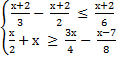 { (x+2)/3 − (x+2)/2 ≤ (x+2)/6
x/2 + x ≥ 3x/4 − (x−7)/8